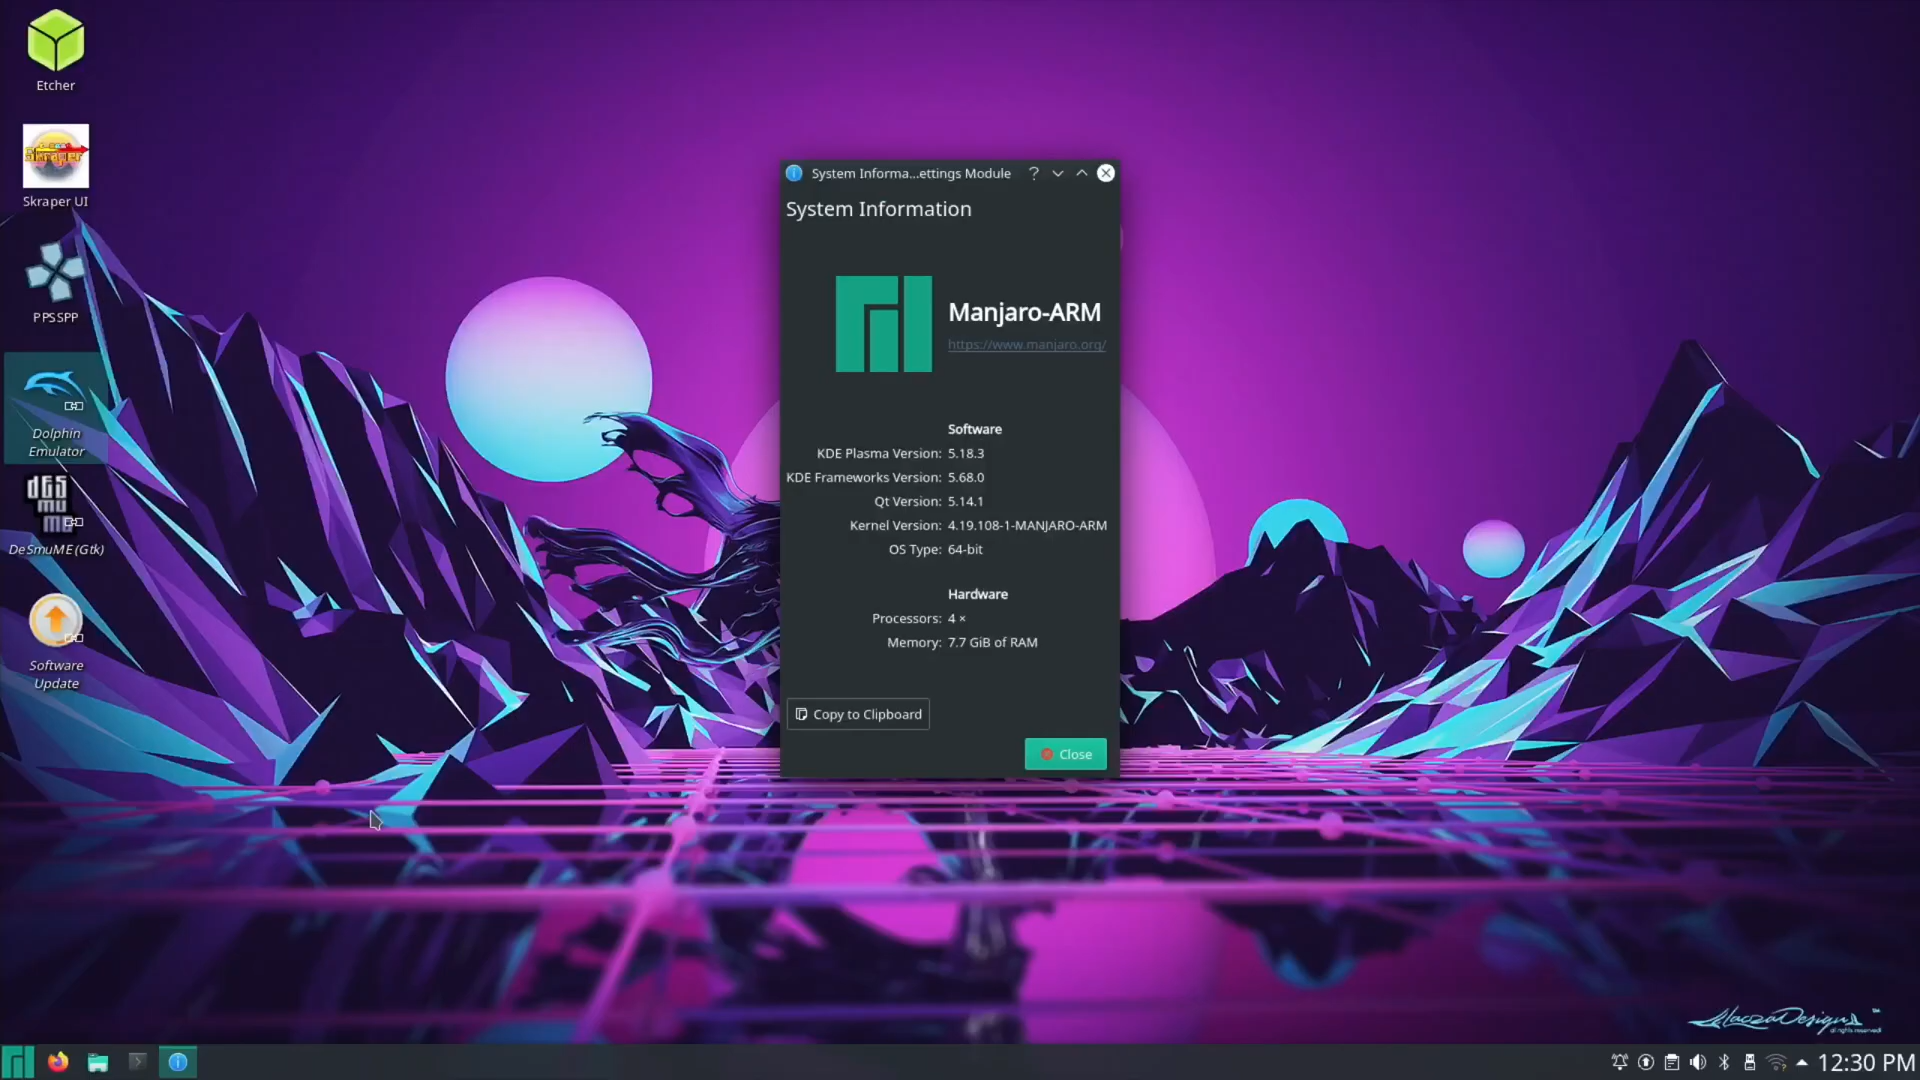 Etcher
Skraper UI
PPSSPP
Dolphin
Emulator
DeSmuME (Gtk)
Software
Update
System Informa...ettings Module
System Information
Manjaro-ARM
https://www.manjaro.org/
Software
KDE Plasma Version: 5.18.3
KDE Frameworks Version: 5.68.0
Qt Version: 5.14.1
Kernel Version: 4.19.108-1-MANJARO-ARM
OS Type: 64-bit
Hardware
Processors: 4 ×
Memory: 7.7 GiB of RAM
Copy to Clipboard
Close
all rights reserved
12:30 PM